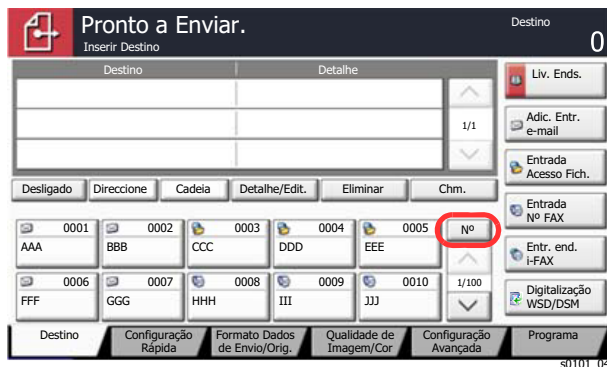 Pronto a Enviar.
Inserir Destino
Destino
0
Destino
Detalhe
1/1
Liv. Ends.
Adic. Entr.
e-mail
Entrada
Acesso Fich.
Entrada
Nº FAX
Entr. end.
i-FAX
Digitalização
WSD/DSM
Desligado
Direccione
Cadeia
Detalhe/Edit.
Eliminar
Chm.
0001
AAA
0002
BBB
0003
CCC
0004
DDD
0005
EEE
Nº
0006
FFF
0007
GGG
0008
HHH
0009
III
0010
JJJ
1/100
Destino
Configuração
Rápida
Formato Dados
de Envio/Orig.
Qualidade de
Imagem/Cor
Configuração
Avançada
Programa